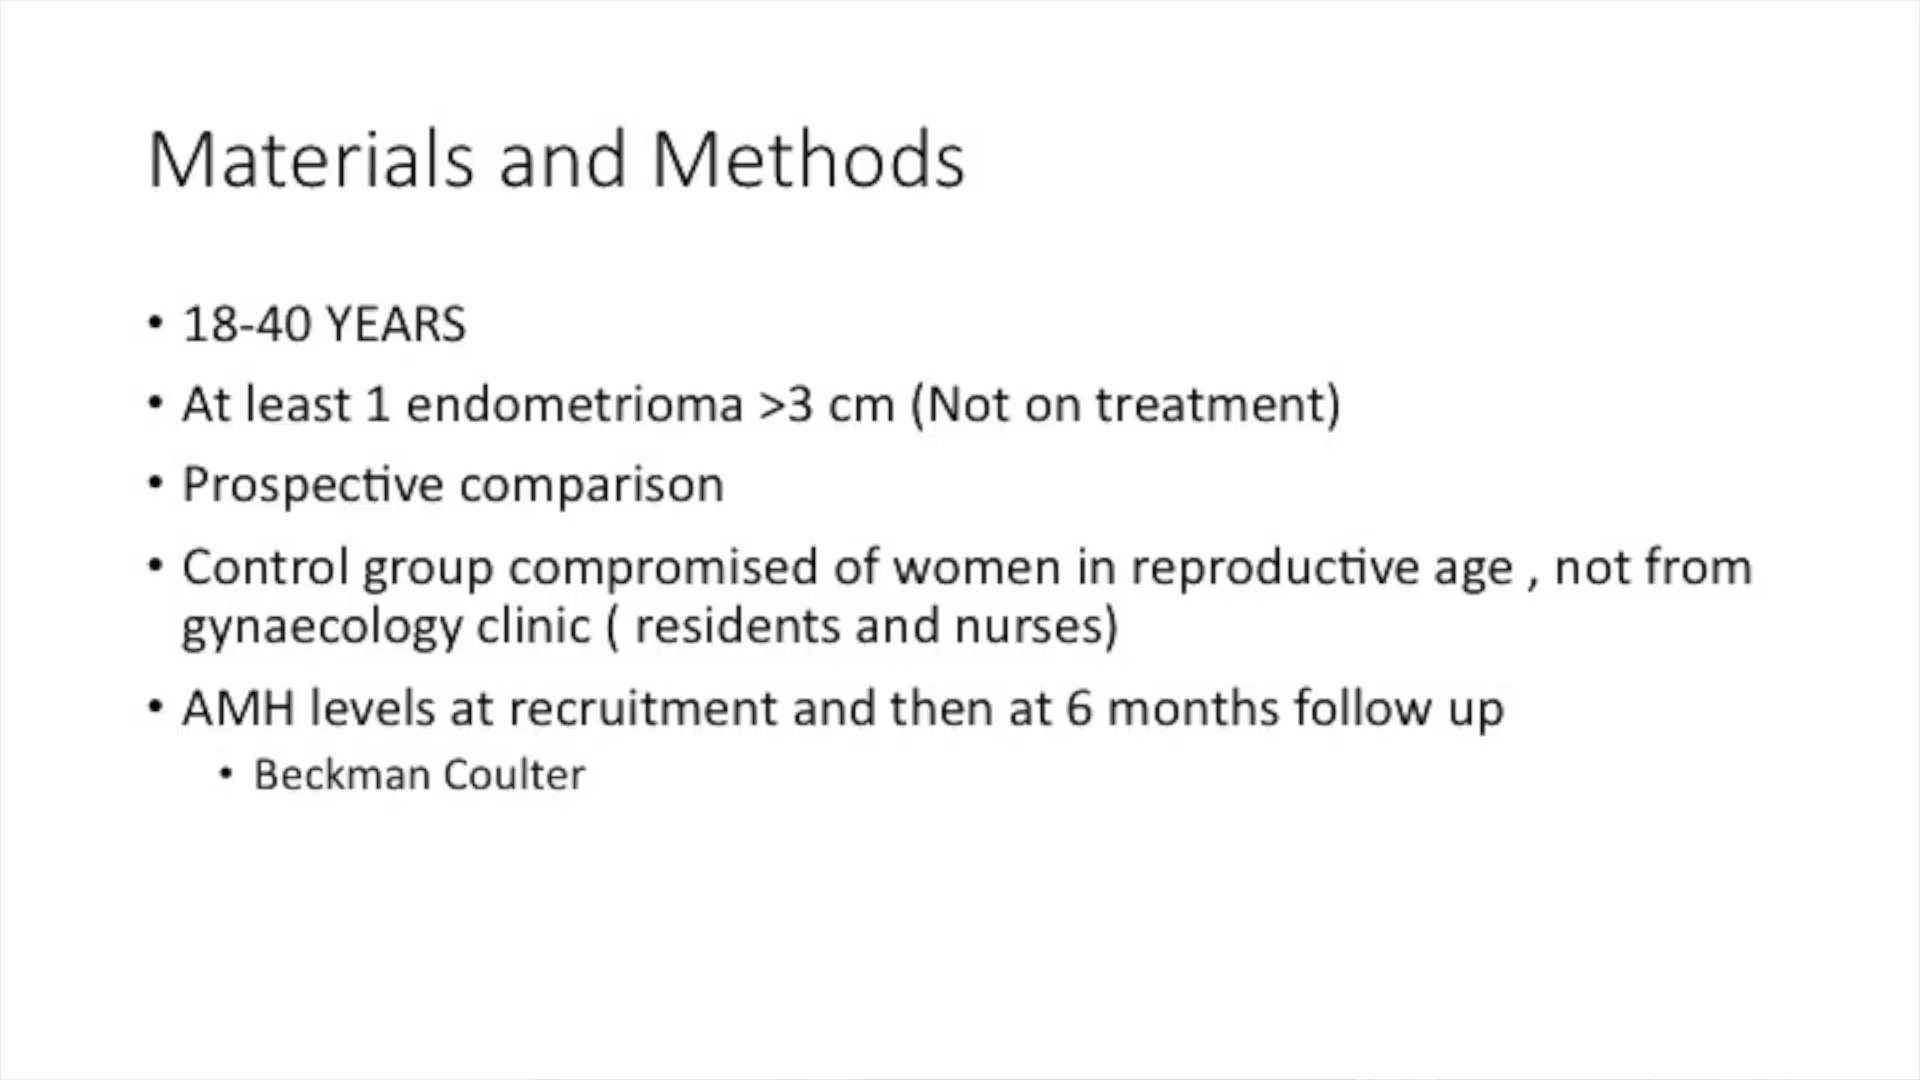 Materials and Methods
• 18-40 YEARS
• At least 1 endometrioma >3 cm (Not on treatment)
• Prospective comparison
• Control group compromised of women in reproductive age , not from
gynaecology clinic ( residents and nurses)
• AMH levels at recruitment and then at 6 months follow up
• Beckman Coulter